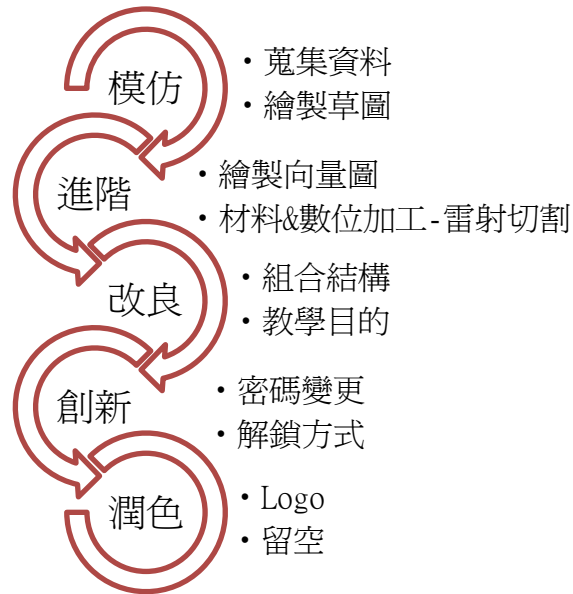 模仿
・蒐集資料
・繪製草圖
進階
・繪製向量圖
・材料&數位加工-雷射切割
改良
・組合結構
・教學目的
創新
・密碼變更
・解鎖方式
潤色
・Logo
・留空